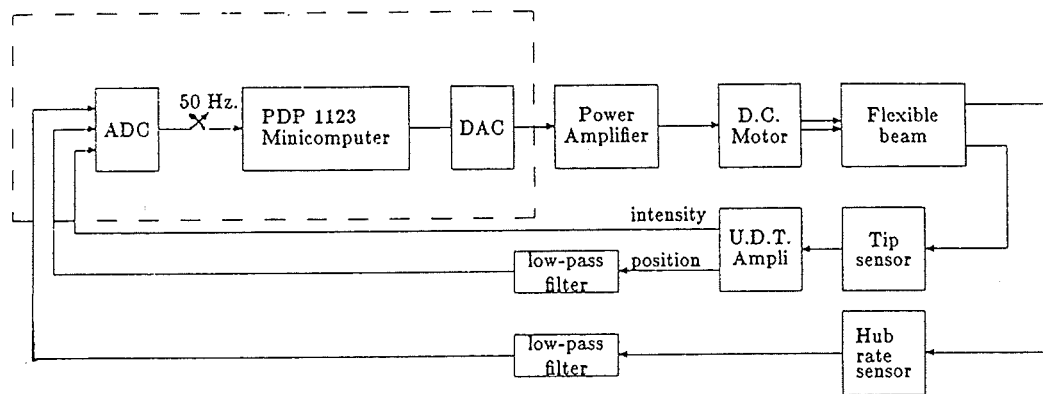 50 Hz.
ADC
PDP 1123
Minicomputer
DAC
Power
Amplifier
D.C.
Motor
Flexible
beam
intensity
U.D.T.
Ampli
Tip
sensor
low-pass
filter
position
Hub
rate
sensor
low-pass
filter